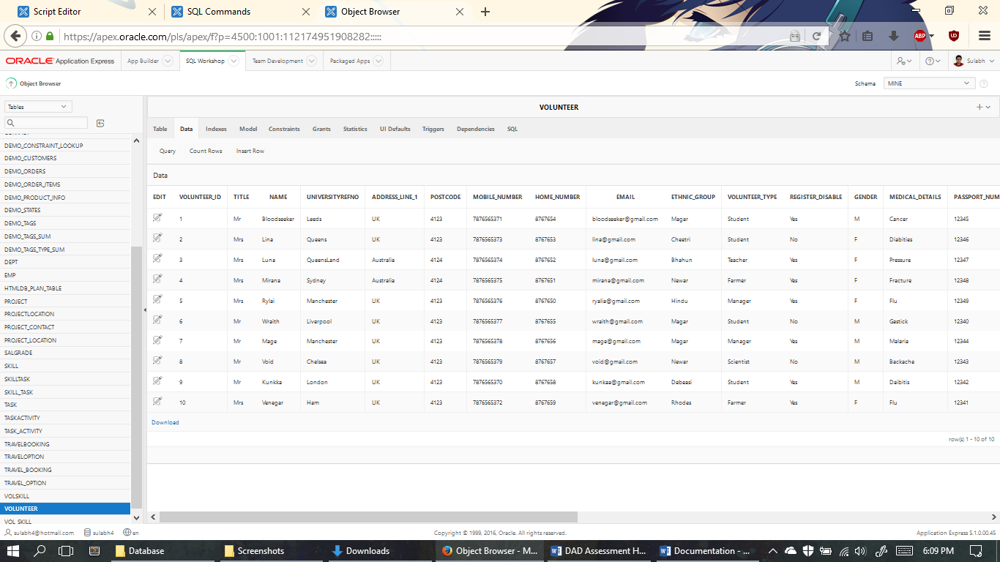 Script Editor SQL Commands Object Browser
https://apex.oracle.com/pls/apex/f?p=4500:1001:112174951908282:::::
ABP
ORACLE Application Express App Builder SQL Workshop Team Development Packaged Apps Sulabh
Object Browser Schema MINE
Tables
DEMO_CONSTRAINT_LOOKUP
DEMO_CUSTOMERS
DEMO_ORDERS
DEMO_ORDER_ITEMS
DEMO_PRODUCT_INFO
DEMO_STATES
DEMO_TAGS
DEMO_TAGS_SUM
DEMO_TAGS_TYPE_SUM
DEPT
EMP
HTMLDB_PLAN_TABLE
PROJECT
PROJECTLOCATION
PROJECT_CONTACT
PROJECT_LOCATION
SALGRADE
SKILL
SKILLTASK
SKILL_TASK
TASK
TASKACTIVITY
TASK_ACTIVITY
TRAVELBOOKING
TRAVELOPTION
TRAVEL_BOOKING
TRAVEL_OPTION
VOLSKILL
VOLUNTEER
VOL_SKILL
VOLUNTEER
Table Data Indexes Model Constraints Grants Statistics UI Defaults Triggers Dependencies SQL
Query Count Rows Insert Row
Data
EDIT VOLUNTEER_ID TITLE NAME UNIVERSITYREFNO ADDRESS_LINE_1 POSTCODE MOBILE_NUMBER HOME_NUMBER EMAIL ETHNIC_GROUP VOLUNTEER_TYPE REGISTER_DISABLE GENDER MEDICAL_DETAILS PASSPORT_NUM
1 Mr Bloodseeker Leeds UK 4123 7876565371 8767654 bloodseeker@gmail.com Magar Student Yes M Cancer 12345
2 Mrs Lina Queens UK 4123 7876565373 8767653 lina@gmail.com Cheetri Student No F Diabities 12346
3 Mrs Luna QueensLand Australia 4124 7876565374 8767652 luna@gmail.com Bhahun Teacher Yes F Pressure 12347
4 Mrs Mirana Sydney Australia 4124 7876565375 8767651 mirana@gmail.com Newar Farmer Yes F Fracture 12348
5 Mrs Rylai Manchester UK 4123 7876565376 8767650 ryalia@gmail.com Hindu Manager Yes F Flu 12349
6 Mr Wraith Liverpool UK 4123 7876565377 8767655 wraith@gmail.com Magar Student No M Gastick 12340
7 Mr Mage Manchester UK 4123 7876565378 8767656 mage@gmail.com Magar Manager Yes M Malaria 12344
8 Mr Void Chelsea UK 4123 7876565379 8767657 void@gmail.com Newar Scientist No M Backache 12343
9 Mr Kunkka London UK 4123 7876565370 8767658 kunkaa@gmail.com Debeasi Student Yes M Daibitis 12342
10 Mrs Venegar Ham UK 4123 7876565372 8767659 venegar@gmail.com Rhodes Farmer Yes F Flu 12341
Download
row(s) 1 - 10 of 10
sulabh4@hotmail.com sulabh4 en Copyright © 1999, 2016, Oracle. All rights reserved. Application Express 5.1.0.00.45
Database Screenshots Downloads Object Browser - M... DAD Assessment H... Documentation - ... 6:09 PM